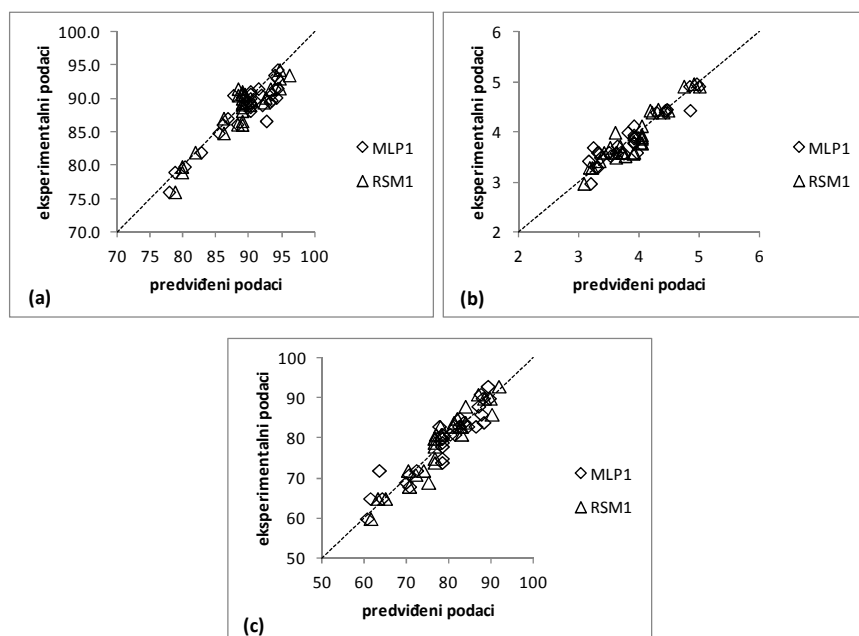 100.0
95.0
90.0
85.0
80.0
75.0
70.0
70 75 80 85 90 95 100
eksperimentalni podaci
predviđeni podaci
MLP1
RSM1
(a)
6
5
4
3
2
2 3 4 5 6
eksperimentalni podaci
predviđeni podaci
MLP1
RSM1
(b)
100
90
80
70
60
50
50 60 70 80 90 100
eksperimentalni podaci
predviđeni podaci
MLP1
RSM1
(c)